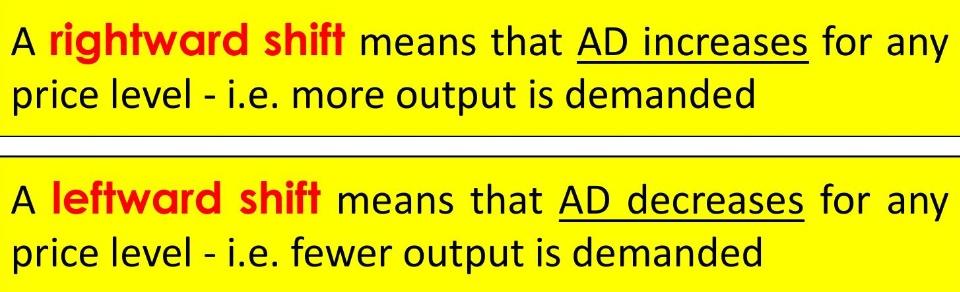 A rightward shift means that AD increases for any
price level - i.e. more output is demanded
A leftward shift means that AD decreases for any
price level - i.e. fewer output is demanded